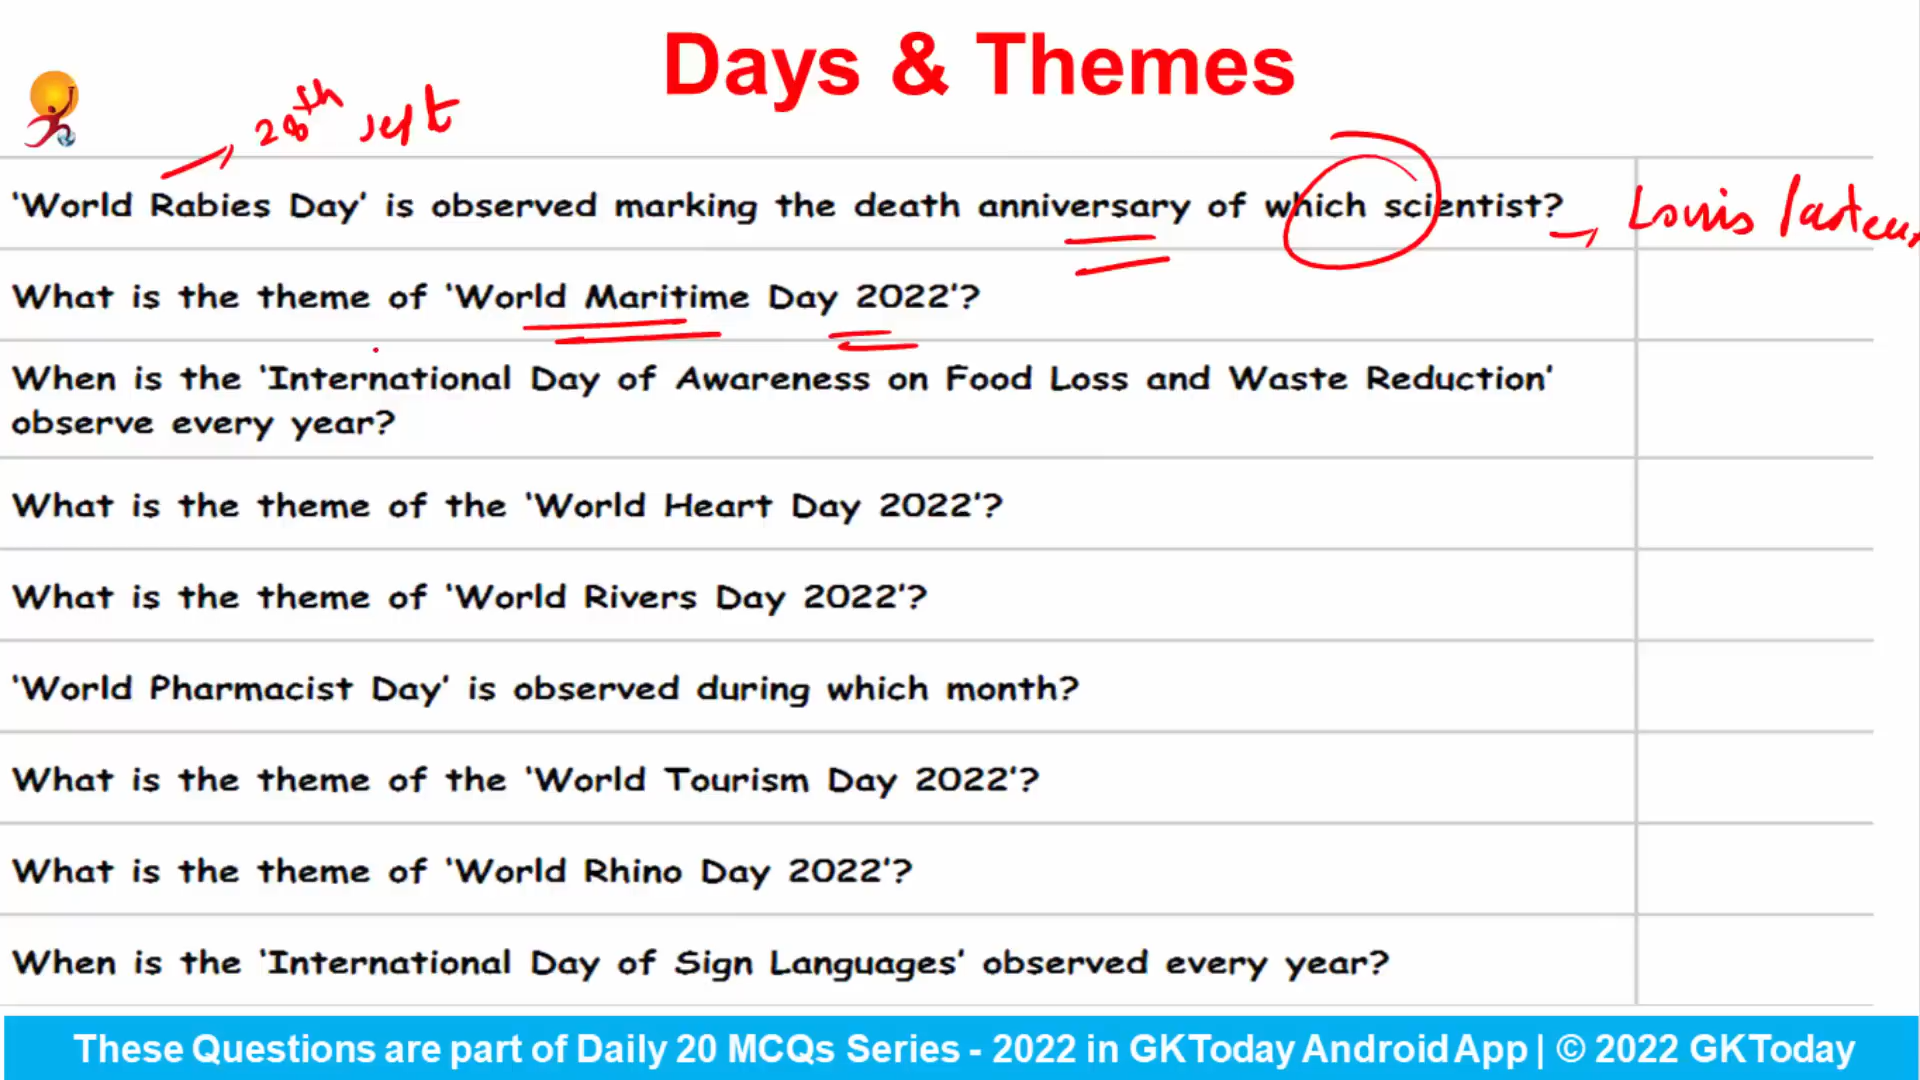 Days & Themes
28th sept
'World Rabies Day' is observed marking the death anniversary of which scientist?
Louis Pasteur
What is the theme of 'World Maritime Day 2022'?
When is the 'International Day of Awareness on Food Loss and Waste Reduction'
observe every year?
What is the theme of the 'World Heart Day 2022'?
What is the theme of 'World Rivers Day 2022'?
'World Pharmacist Day' is observed during which month?
What is the theme of the 'World Tourism Day 2022'?
What is the theme of 'World Rhino Day 2022'?
When is the 'International Day of Sign Languages' observed every year?
These Questions are part of Daily 20 MCQs Series - 2022 in GKToday Android App | © 2022 GKToday